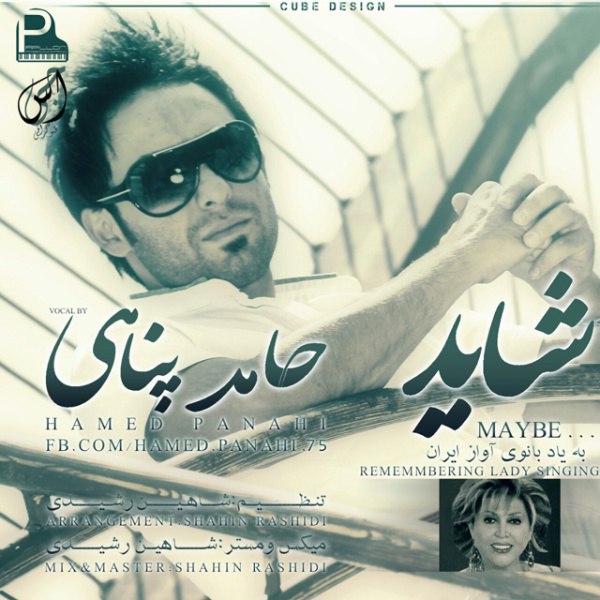 CUBE DESIGN
P
VOCAL BY
حامد پناهی
HAMED PANAHI
FB.COM/HAMED.PANAHI.75
شاید
MAYBE . . .
به یاد بانوی آواز ایران
REMEMMBERING LADY SINGING
تنظیم:شاهین رشیدی
ARRANGEMENT:SHAHIN RASHIDI
میکس ومستر:شاهین رشیدی
MIX&MASTER:SHAHIN RASHIDI